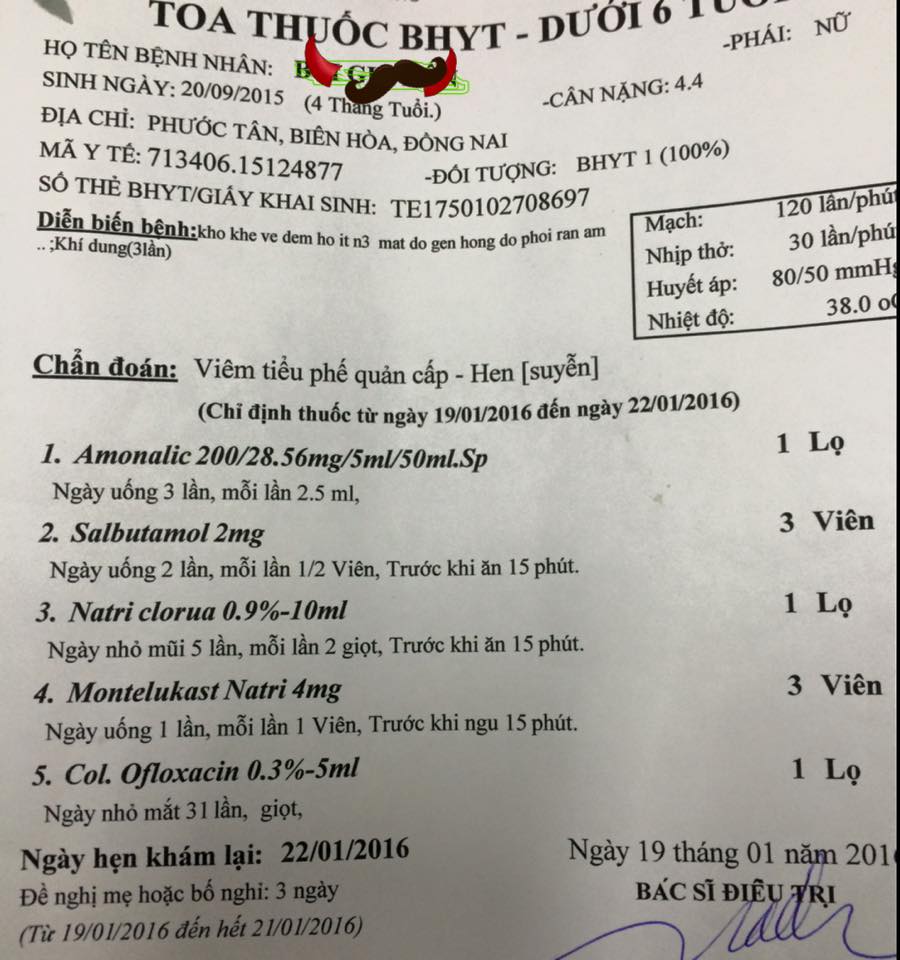 TOA THUỐC BHYT - DƯỚI 6 TUỔI
HỌ TÊN BỆNH NHÂN:
-PHÁI: NỮ
SINH NGÀY: 20/09/2015 (4 Tháng Tuổi.)
-CÂN NẶNG: 4.4
ĐỊA CHỈ: PHƯỚC TÂN, BIÊN HÒA, ĐỒNG NAI
MÃ Y TẾ: 713406.15124877
-ĐỐI TƯỢNG: BHYT 1 (100%)
SỐ THẺ BHYT/GIẤY KHAI SINH: TE1750102708697
Diễn biến bệnh:kho khe ve dem ho it n3 mat do gen hong do phoi ran am
.. ;Khí dung(3lần)
Mạch: 120 lần/phút
Nhịp thở: 30 lần/phú
Huyết áp: 80/50 mmHg
Nhiệt độ: 38.0 oC
Chẩn đoán: Viêm tiểu phế quản cấp - Hen [suyễn]
(Chỉ định thuốc từ ngày 19/01/2016 đến ngày 22/01/2016)
1. Amonalic 200/28.56mg/5ml/50ml.Sp 1 Lọ
Ngày uống 3 lần, mỗi lần 2.5 ml,
2. Salbutamol 2mg 3 Viên
Ngày uống 2 lần, mỗi lần 1/2 Viên, Trước khi ăn 15 phút.
3. Natri clorua 0.9%-10ml 1 Lọ
Ngày nhỏ mũi 5 lần, mỗi lần 2 giọt, Trước khi ăn 15 phút.
4. Montelukast Natri 4mg 3 Viên
Ngày uống 1 lần, mỗi lần 1 Viên, Trước khi ngu 15 phút.
5. Col. Ofloxacin 0.3%-5ml 1 Lọ
Ngày nhỏ mắt 31 lần, giọt,
Ngày hẹn khám lại: 22/01/2016
Ngày 19 tháng 01 năm 2016
Đề nghị mẹ hoặc bố nghỉ: 3 ngày
BÁC SĨ ĐIỀU TRỊ
(Từ 19/01/2016 đến hết 21/01/2016)